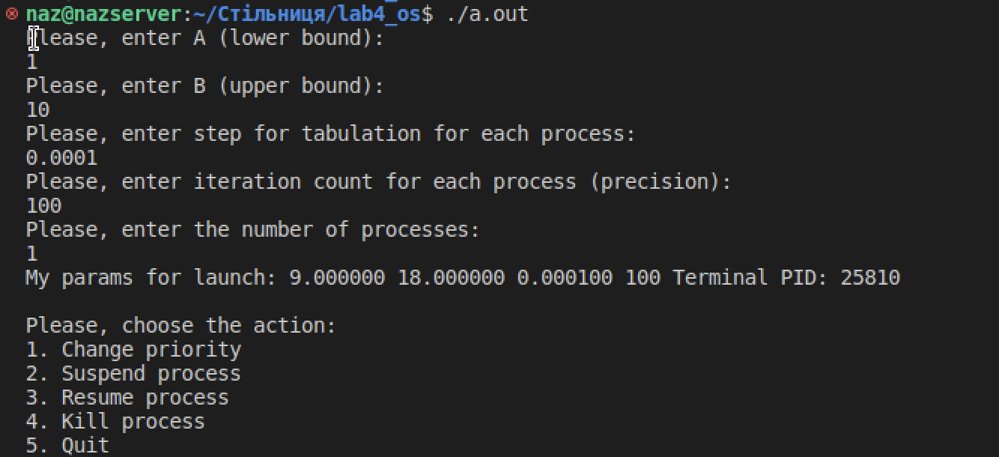 naz@nazserver:~/Стільниця/lab4_os$ ./a.out
Please, enter A (lower bound):
1
Please, enter B (upper bound):
10
Please, enter step for tabulation for each process:
0.0001
Please, enter iteration count for each process (precision):
100
Please, enter the number of processes:
1
My params for launch: 9.000000 18.000000 0.000100 100 Terminal PID: 25810
Please, choose the action:
1. Change priority
2. Suspend process
3. Resume process
4. Kill process
5. Quit